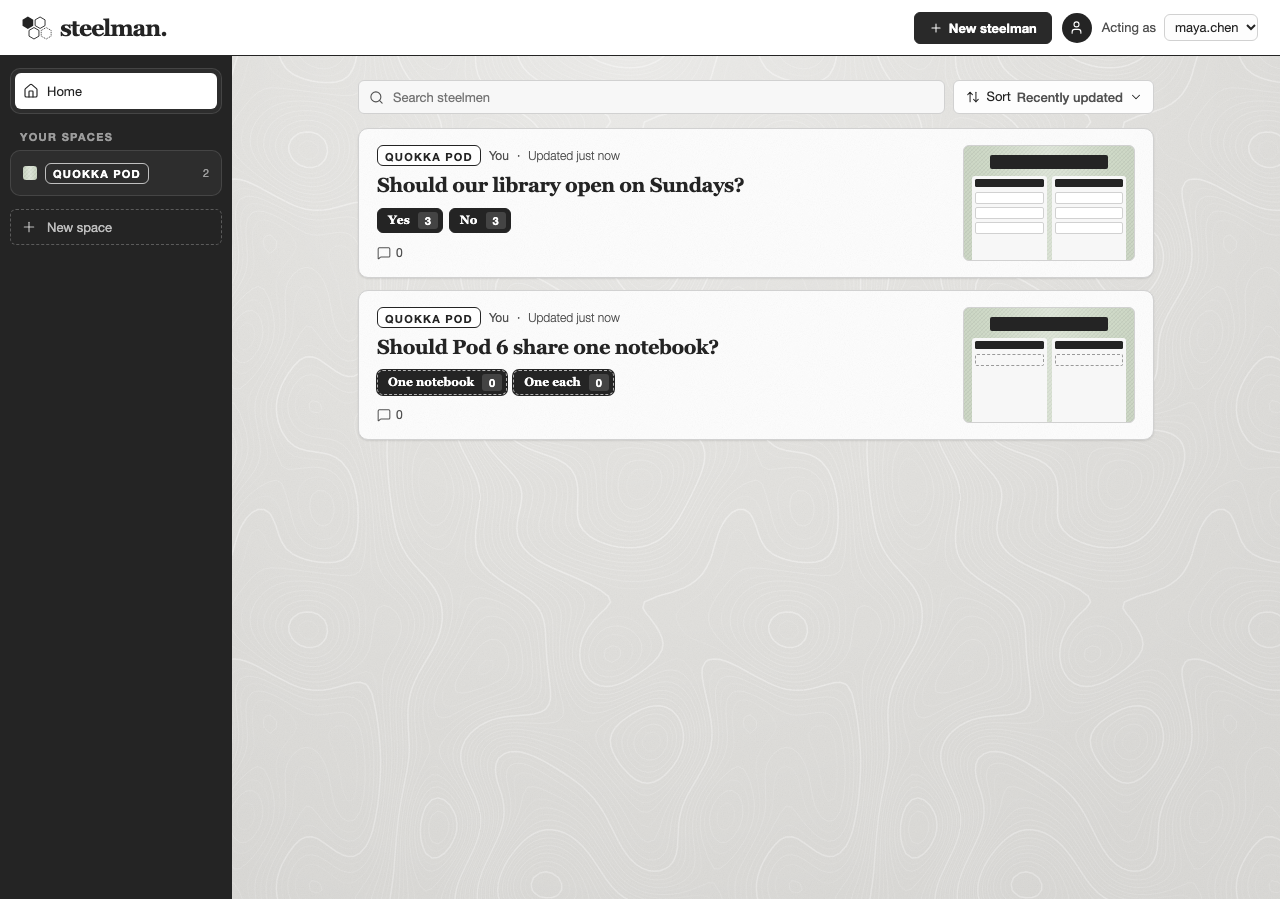 steelman.
New steelman
Acting as
maya.chen
Home
YOUR SPACES
QUOKKA POD 2
New space
Search steelmen
Sort Recently updated
QUOKKA POD You · Updated just now
Should our library open on Sundays?
Yes 3 No 3
0
QUOKKA POD You · Updated just now
Should Pod 6 share one notebook?
One notebook 0 One each 0
0